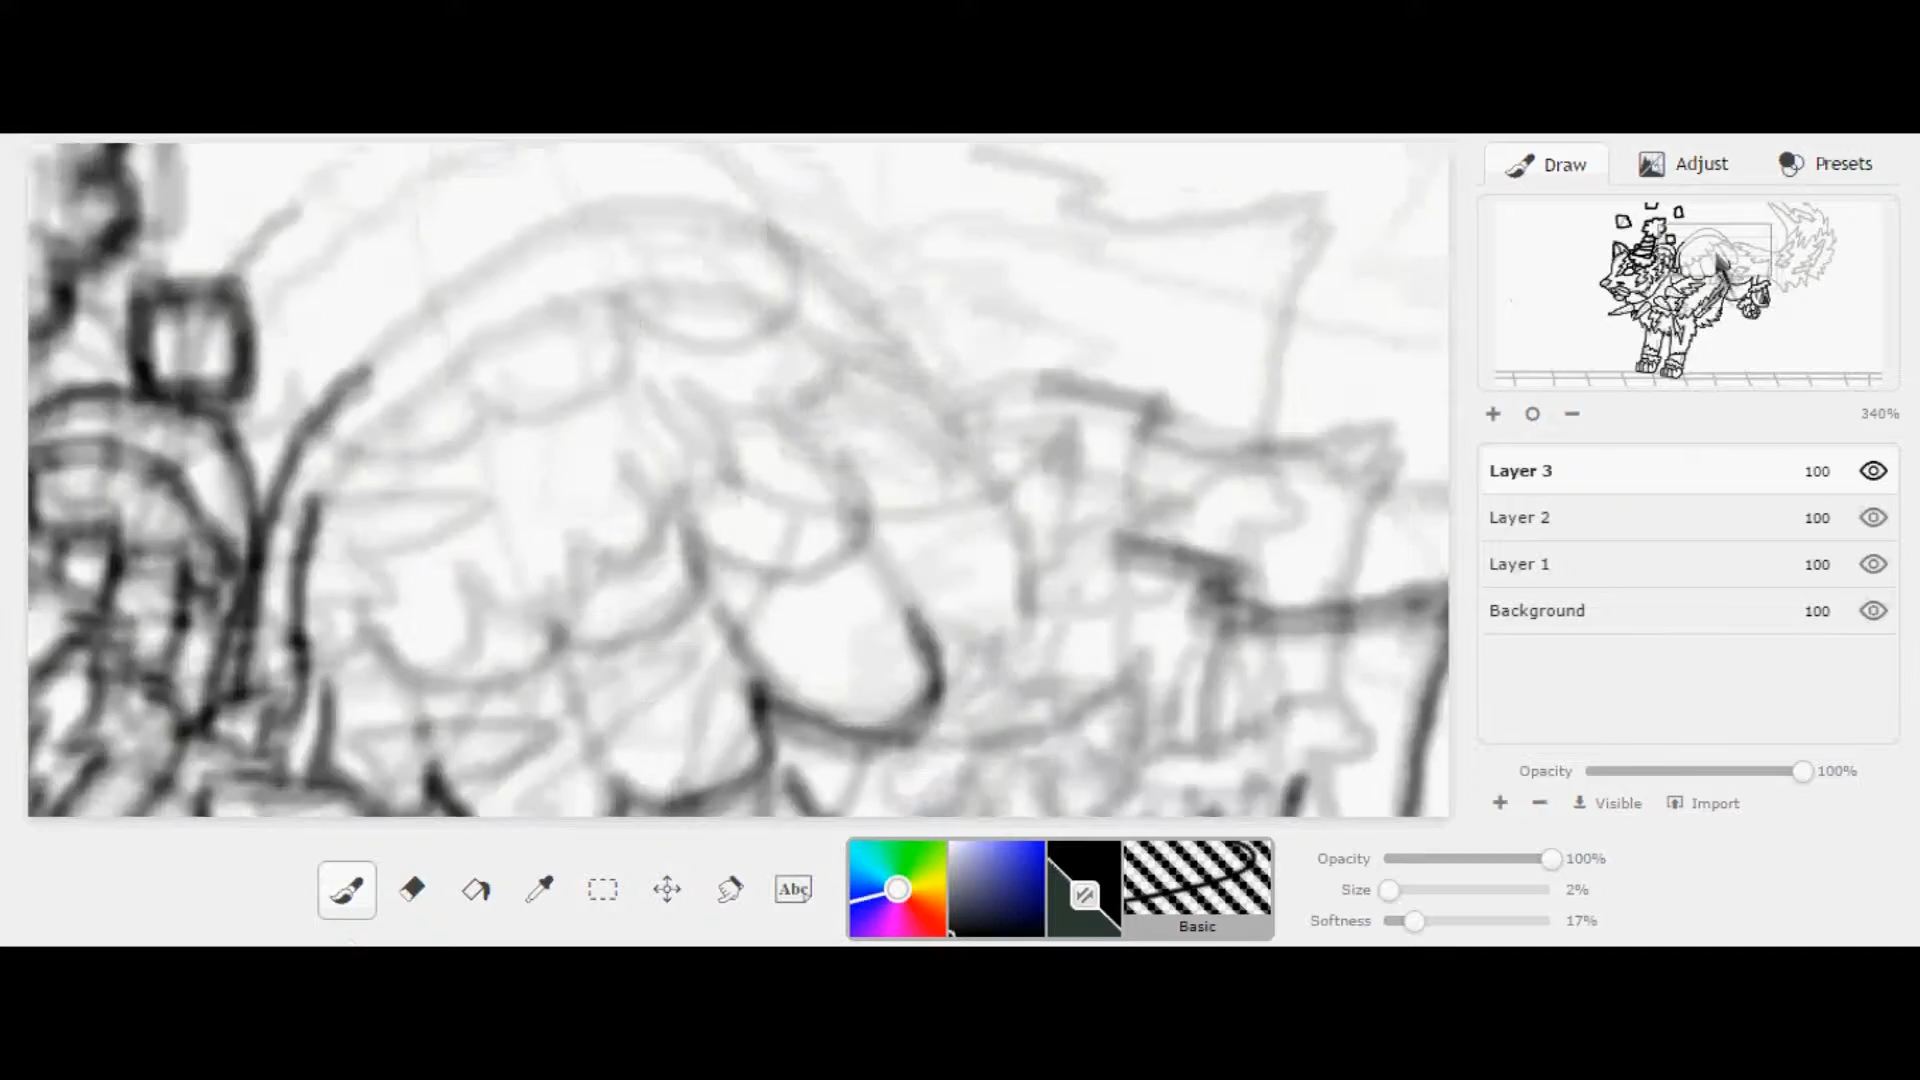 Draw Adjust Presets
340%
Layer 3 100
Layer 2 100
Layer 1 100
Background 100
Opacity 100%
Visible Import
Abc
Basic
Opacity 100%
Size 2%
Softness 17%